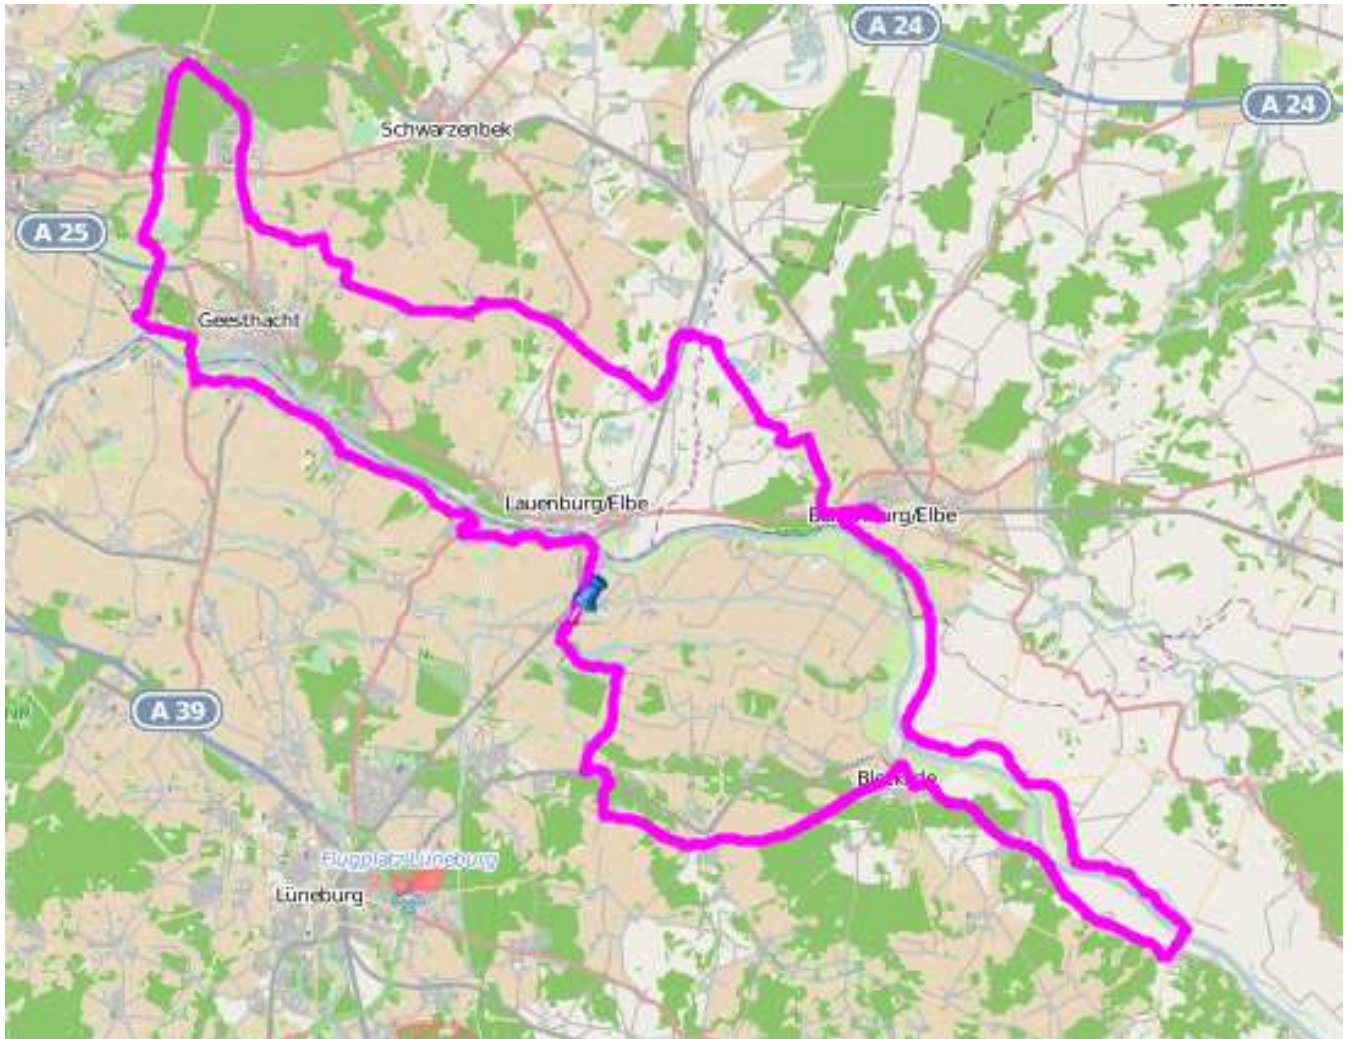 A 24
A 24
Schwarzenbek
A 25
Geesthacht
Lauenburg/Elbe
A 39
Flugplatz Lüneburg
Lüneburg